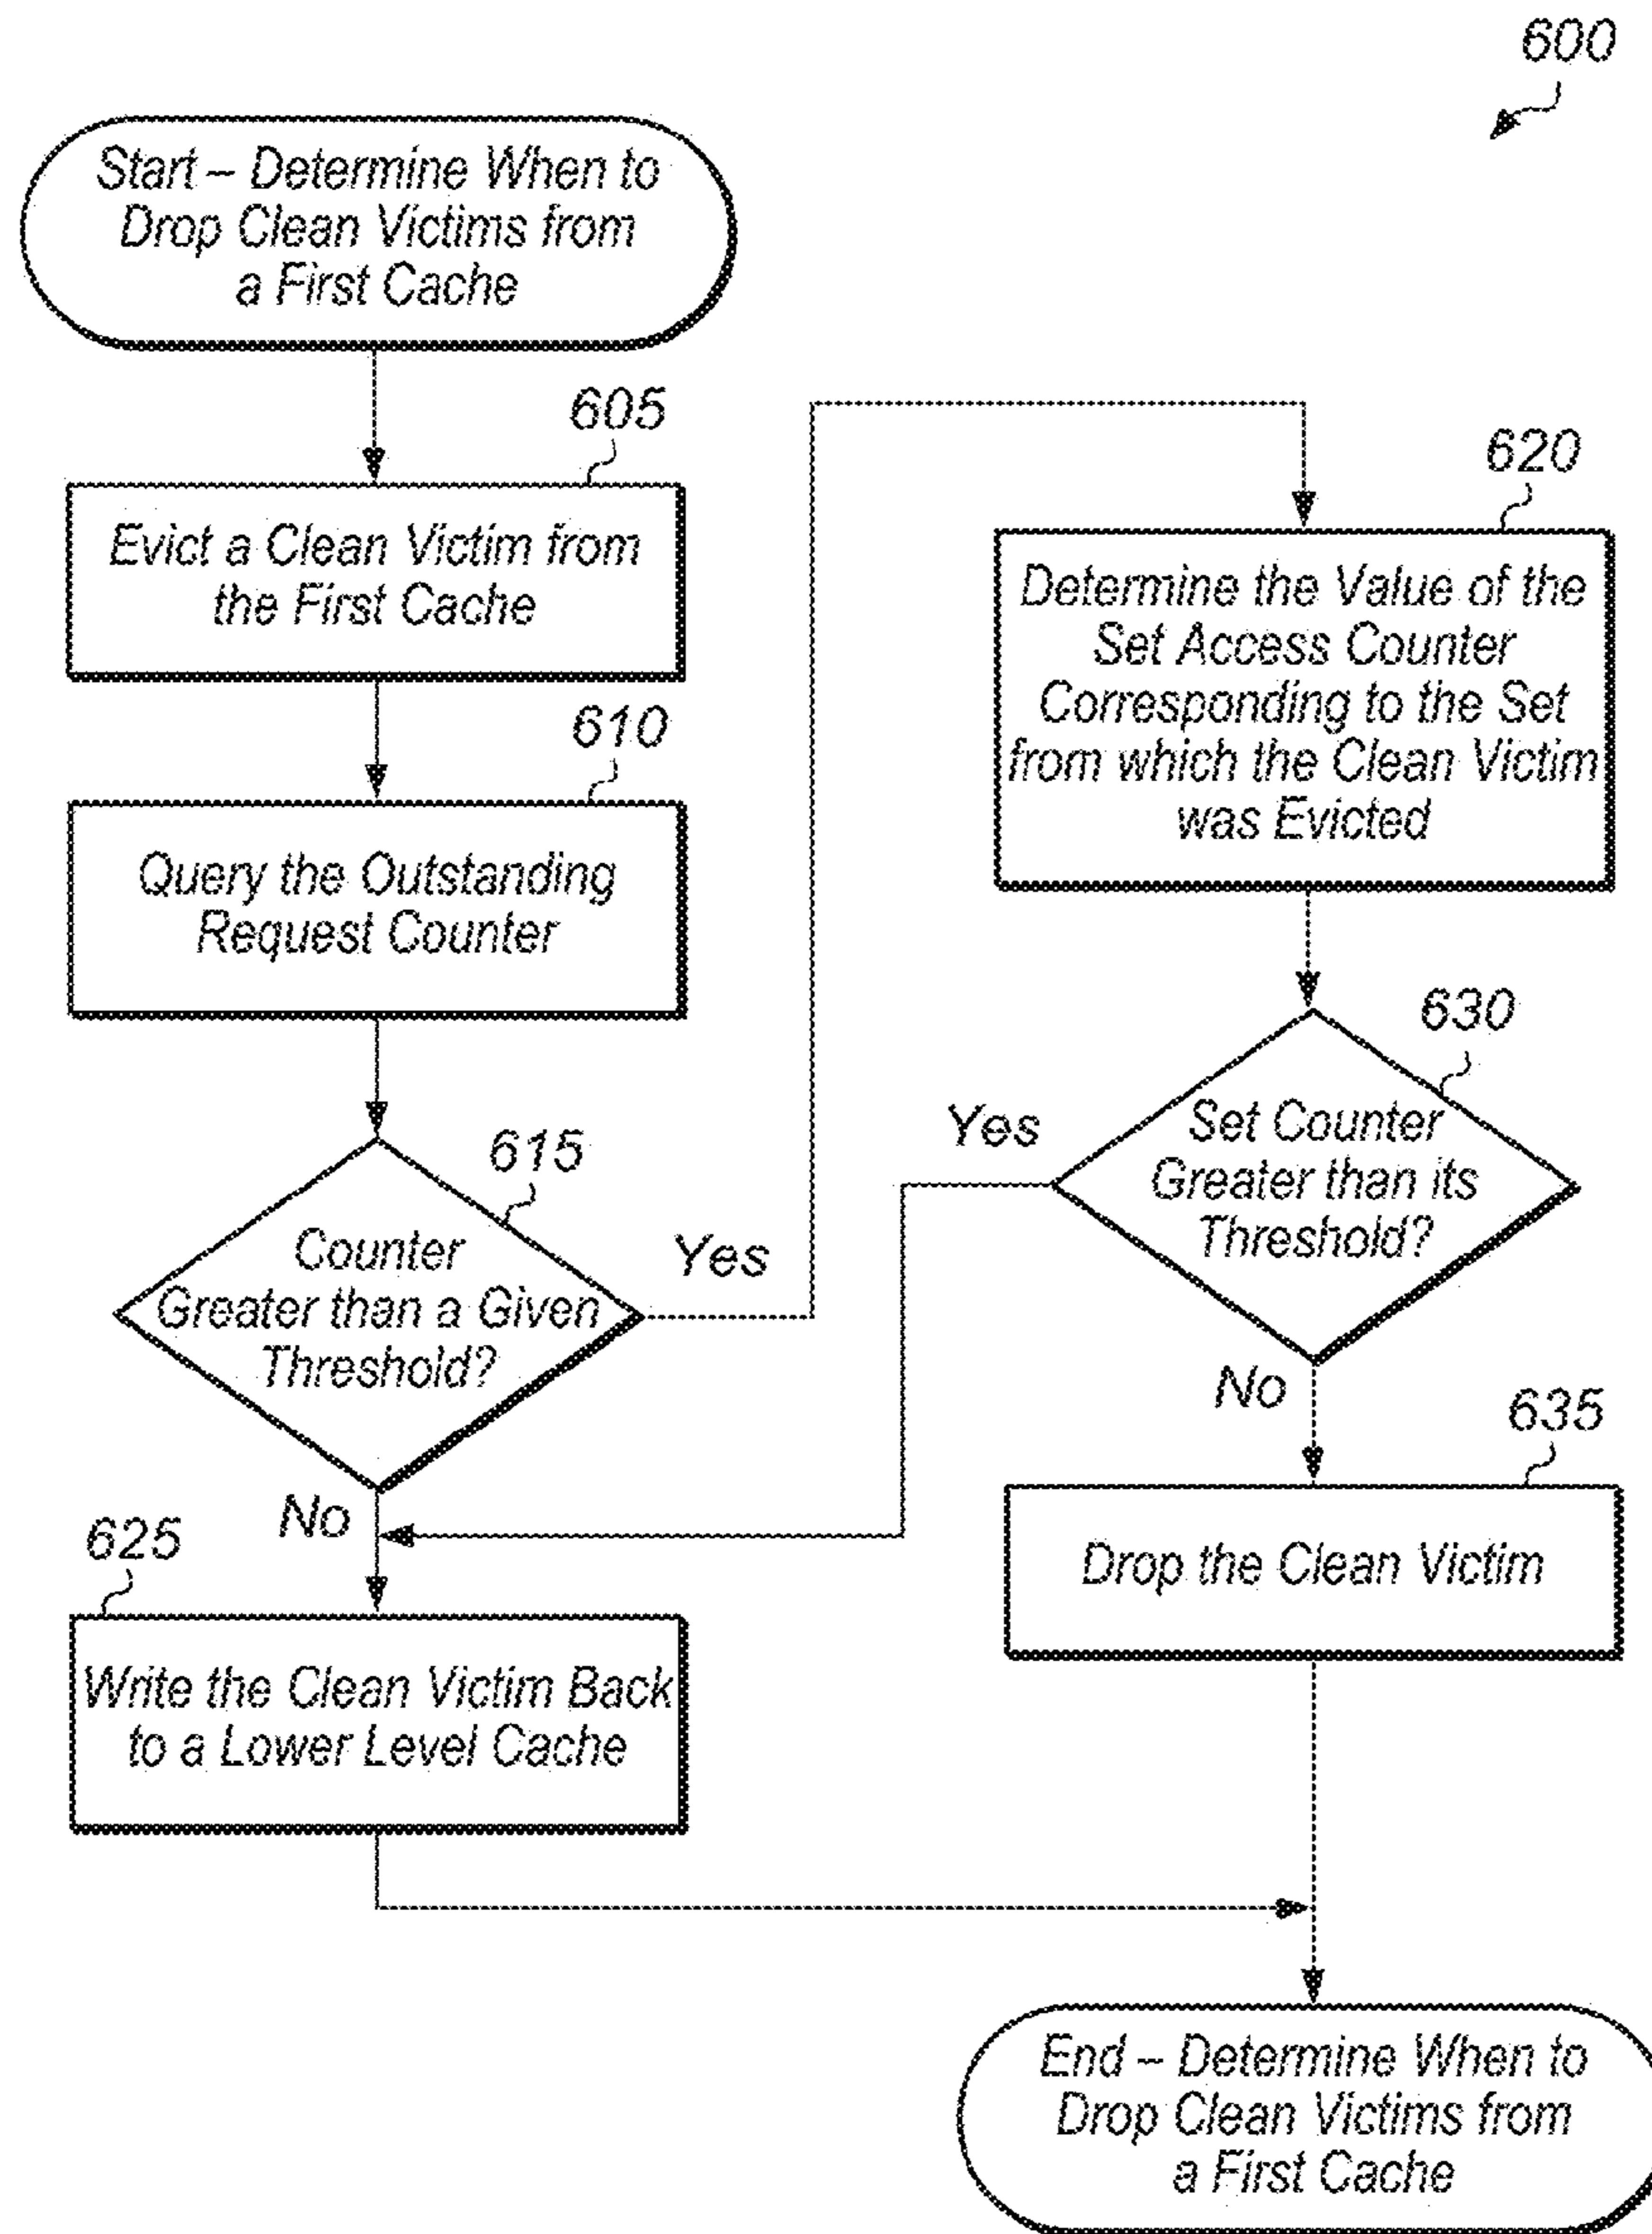 600
Start – Determine When to
Drop Clean Victims from
a First Cache
605
Evict a Clean Victim from
the First Cache
610
Query the Outstanding
Request Counter
615
Counter
Greater than a Given
Threshold?
Yes
No
620
Determine the Value of the
Set Access Counter
Corresponding to the Set
from which the Clean Victim
was Evicted
630
Set Counter
Greater than its
Threshold?
Yes
No
625
Write the Clean Victim Back
to a Lower Level Cache
635
Drop the Clean Victim
End – Determine When to
Drop Clean Victims from
a First Cache